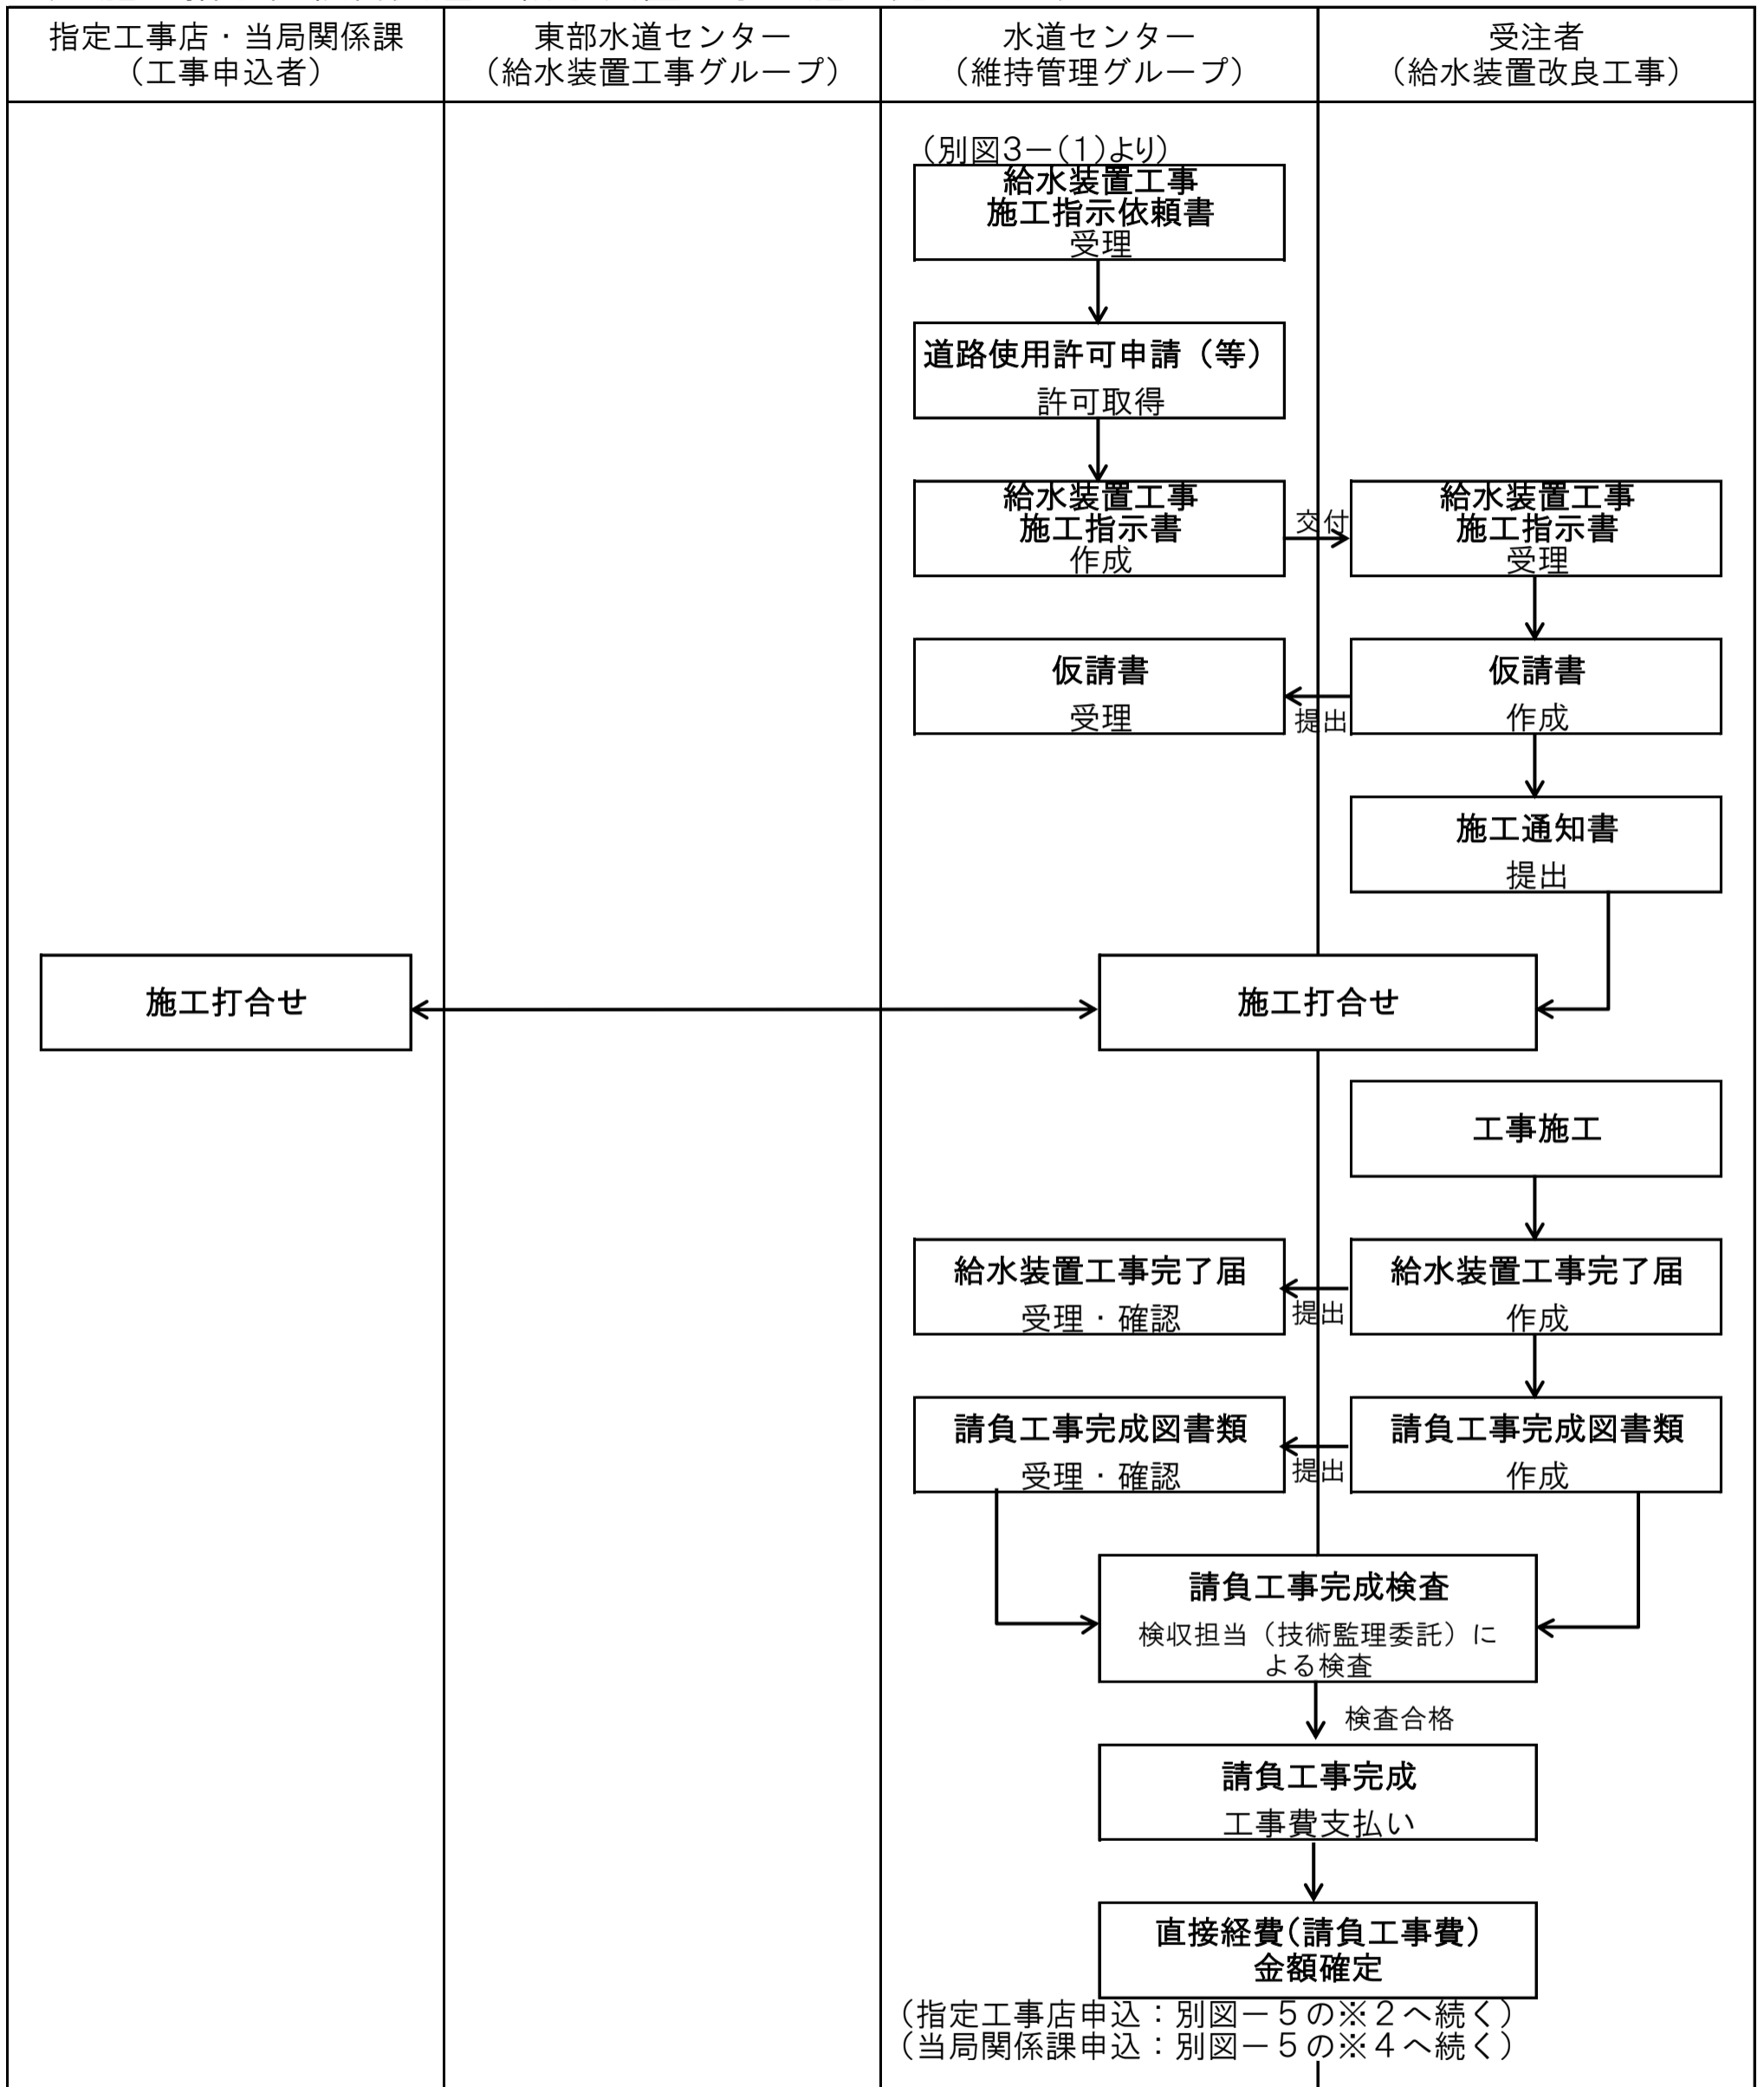 指定工事店・当局関係課
（工事申込者）
東部水道センター
（給水装置工事グループ）
水道センター
（維持管理グループ）
受注者
（給水装置改良工事）
（別図3－(1)より）
給水装置工事
施工指示依頼書
受理
道路使用許可申請（等）
許可取得
給水装置工事
施工指示書
作成
交付
給水装置工事
施工指示書
受理
仮請書
受理
提出
仮請書
作成
施工通知書
提出
施工打合せ
施工打合せ
工事施工
給水装置工事完了届
受理・確認
提出
給水装置工事完了届
作成
請負工事完成図書類
受理・確認
提出
請負工事完成図書類
作成
請負工事完成検査
検収担当（技術監理委託）に
よる検査
検査合格
請負工事完成
工事費支払い
直接経費（請負工事費）
金額確定
（指定工事店申込：別図－５の※２へ続く）
（当局関係課申込：別図－５の※４へ続く）